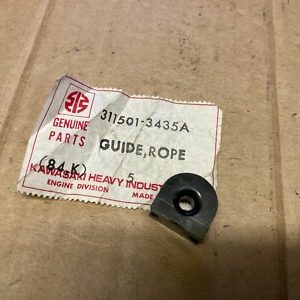 GENUINE
PARTS
311501-3435A
GUIDE, ROPE
(84.K) 5
KAWASAKI HEAVY INDUST
ENGINE DIVISION MADE